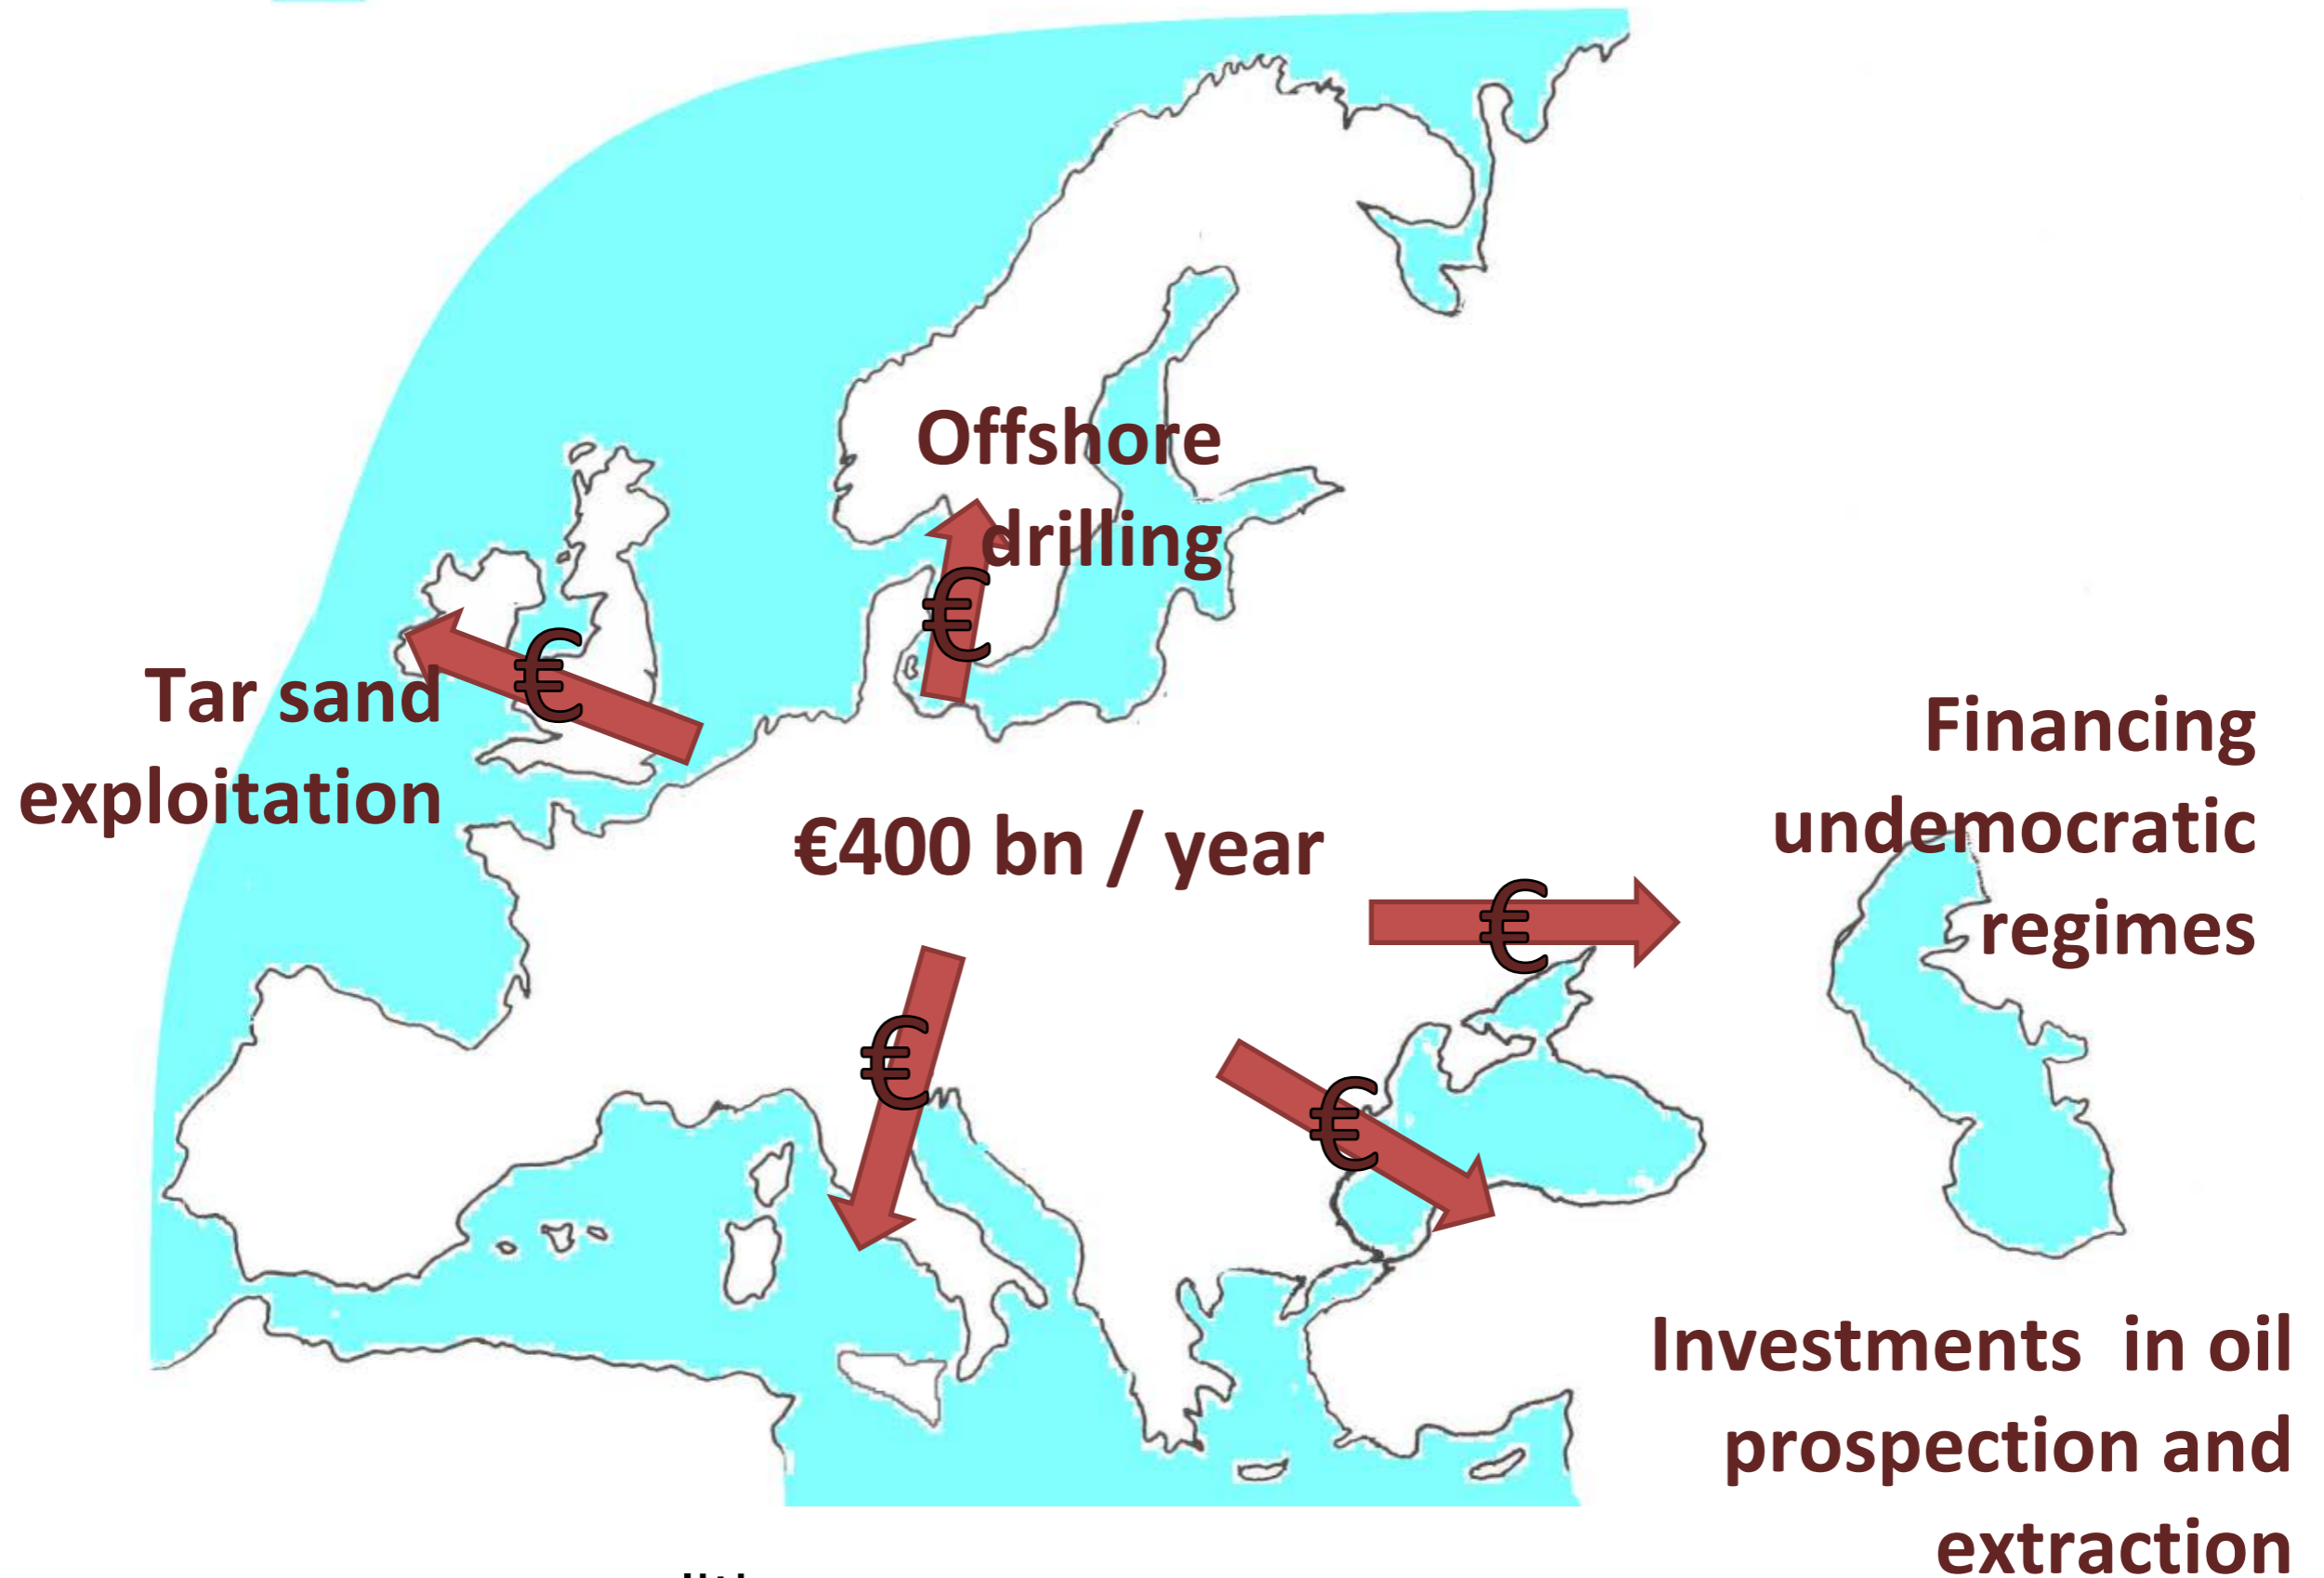 Offshore
drilling
€
€
Tar sand
exploitation
Financing
undemocratic
regimes
€400 bn / year
€
€
€
Investments in oil
prospection and
extraction